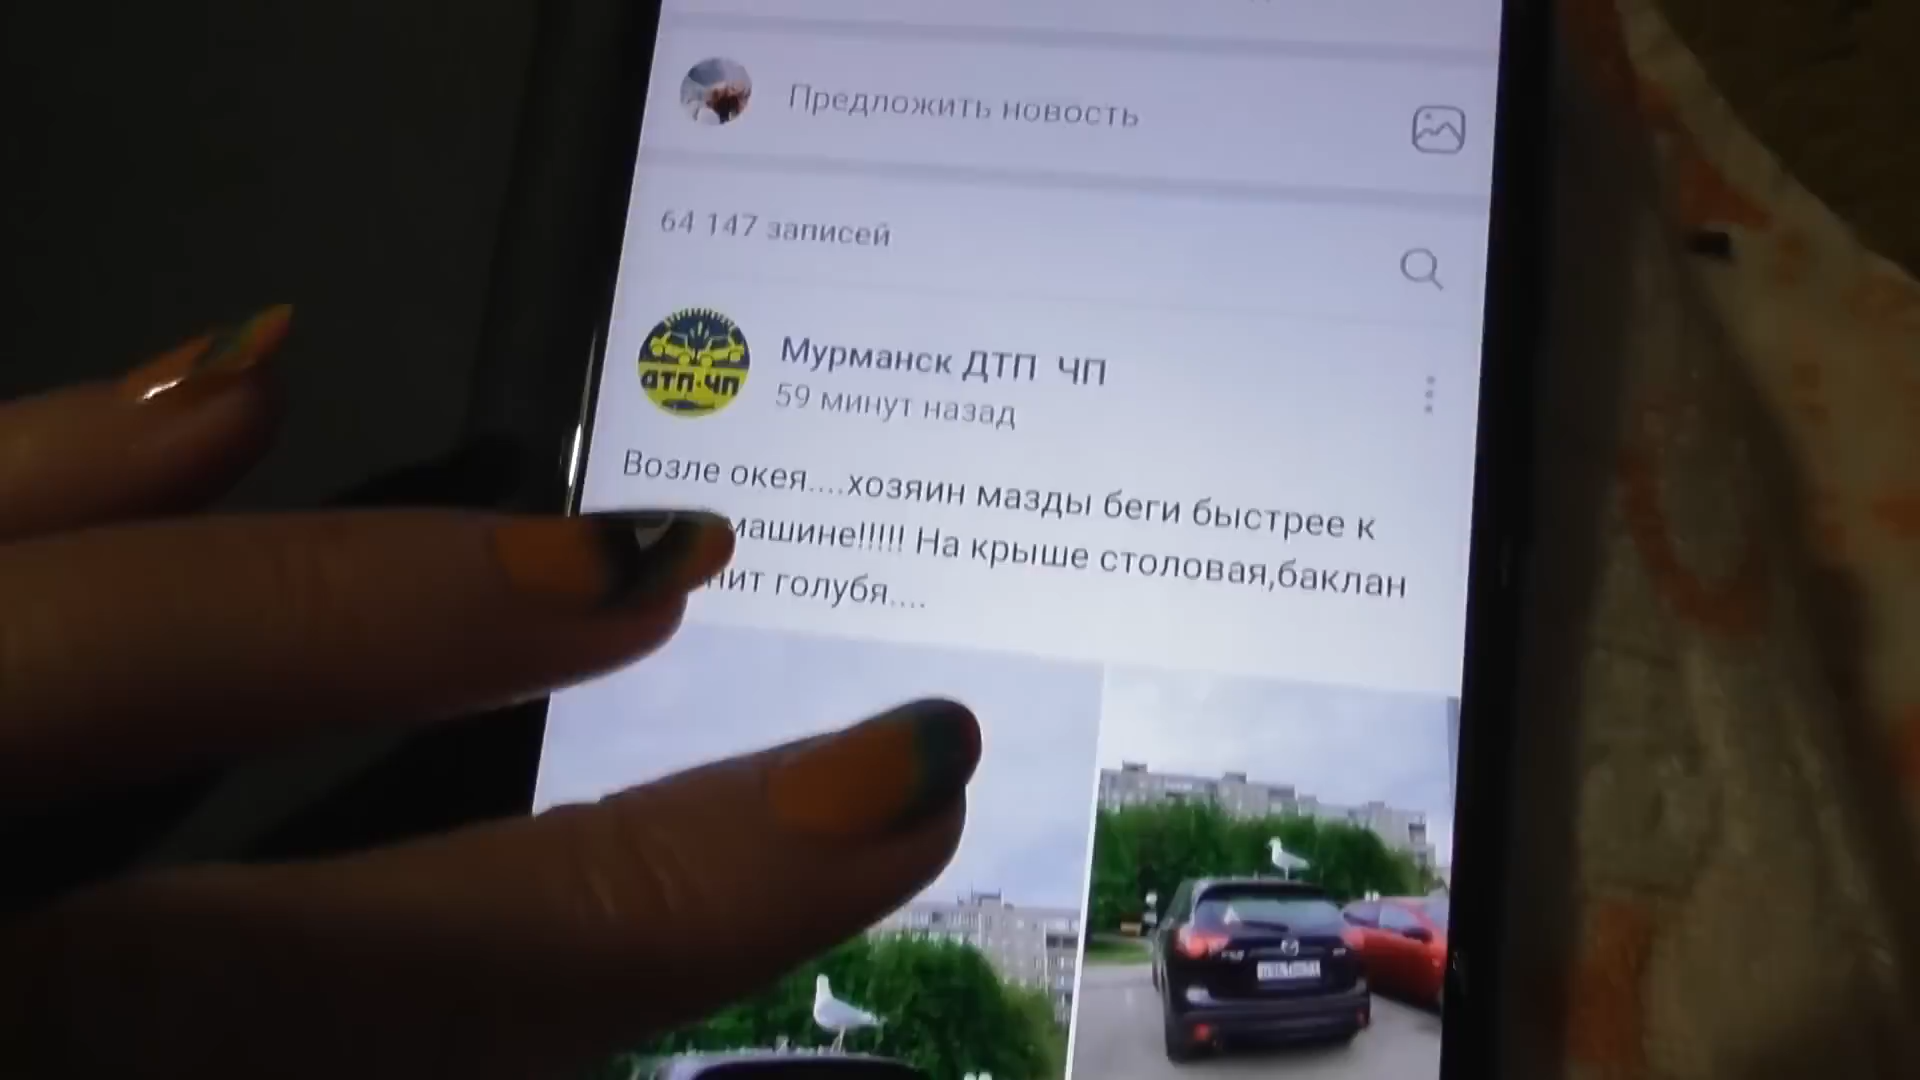 Предложить новость
64 147 записей
ДТП-ЧП
Мурманск ДТП ЧП
59 минут назад
Возле окея....хозяин мазды беги быстрее к
машине!!!!! На крыше столовая,баклан
голубя....